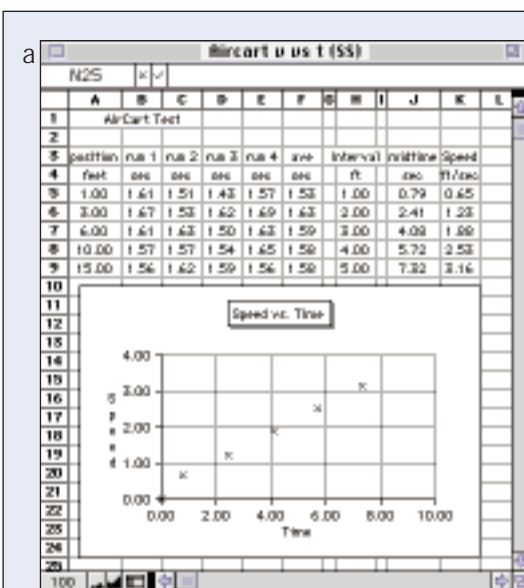 a
Aircart v vs t (SS)
N25
A B C D E F G H I J K L
1 AirCart Test
2
3 position run 1 run 2 run 3 run 4 ave interval midtime Speed
4 feet sec sec sec sec sec ft sec ft/sec
5 1.00 1.61 1.51 1.43 1.57 1.53 1.00 0.79 0.65
6 3.00 1.67 1.53 1.62 1.69 1.63 2.00 2.41 1.23
7 6.00 1.61 1.63 1.50 1.63 1.59 3.00 4.08 1.88
8 10.00 1.57 1.57 1.54 1.65 1.58 4.00 5.72 2.53
9 15.00 1.56 1.62 1.59 1.56 1.58 5.00 7.32 3.16
10
11
12
13
14
15
16
17
18
19
20
21
22
23
24
25
Speed vs. Time
4.00
3.00
2.00
1.00
0.00
Speed
0.00 2.00 4.00 6.00 8.00 10.00
Time
100